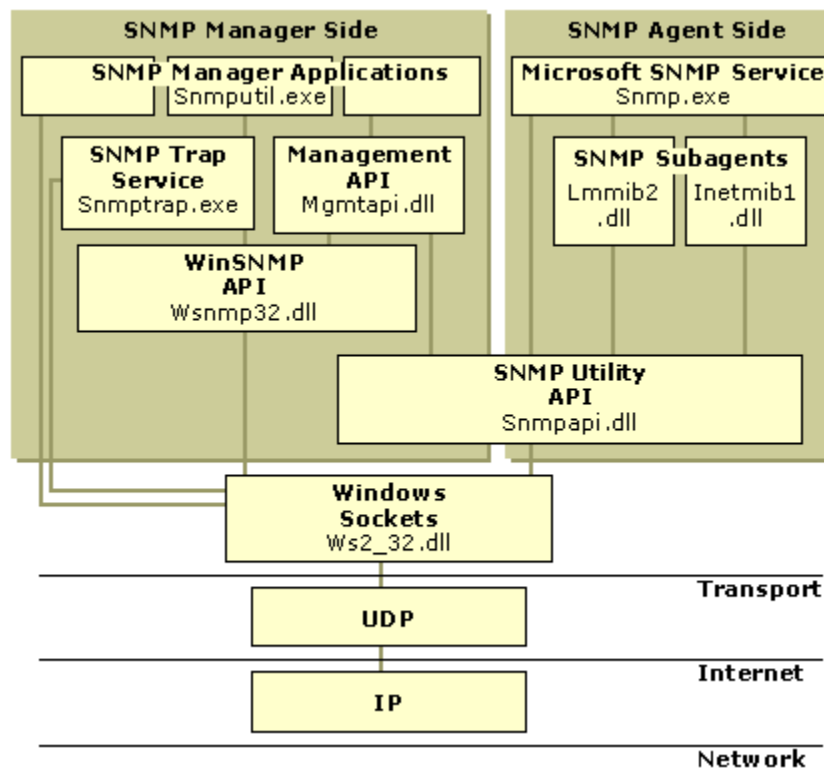 SNMP Manager Side
SNMP Manager Applications
Snmputil.exe
SNMP Trap
Service
Snmptrap.exe
Management
API
Mgmtapi.dll
WinSNMP
API
Wsnmp32.dll
SNMP Agent Side
Microsoft SNMP Service
Snmp.exe
SNMP Subagents
Lmmib2
.dll
Inetmib1
.dll
SNMP Utility
API
Snmpapi.dll
Windows
Sockets
Ws2_32.dll
Transport
UDP
Internet
IP
Network